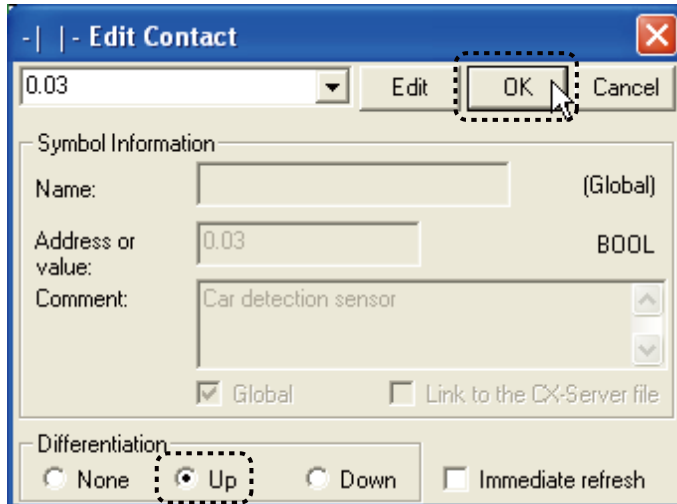 -| |- Edit Contact
0.03
Edit
OK
Cancel
Symbol Information
Name:
(Global)
Address or
value:
0.03
BOOL
Comment:
Car detection sensor
Global
Link to the CX-Server file
Differentiation
None
Up
Down
Immediate refresh